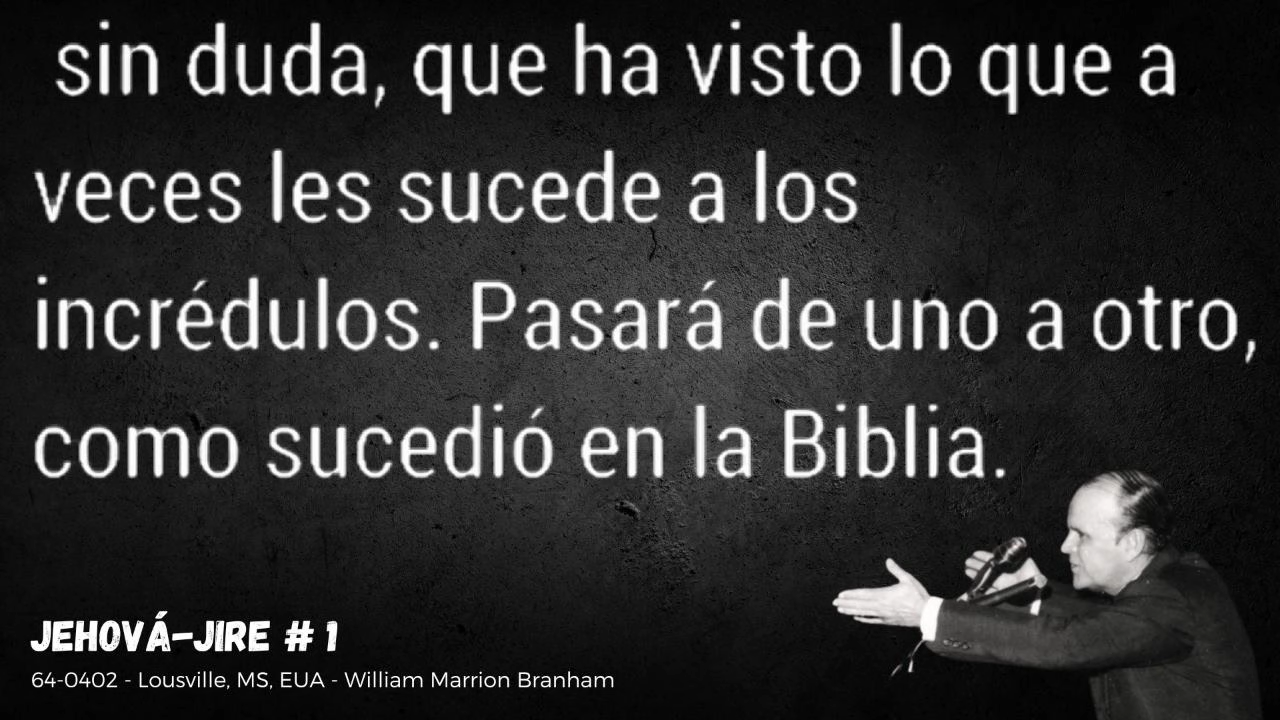 sin duda, que ha visto lo que a
veces les sucede a los
incrédulos. Pasará de uno a otro,
como sucedió en la Biblia.
JEHOVÁ-JIRE # 1
64-0402 - Lousville, MS, EUA - William Marrion Branham